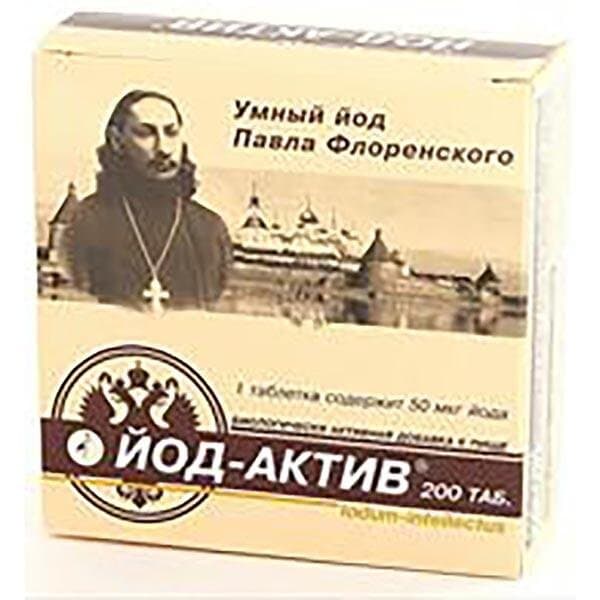 ЙОД-АКТИВ
Умный йод
Павла Флоренского
1 таблетка содержит 50 мкг йода
БИОЛОГИЧЕСКИ АКТИВНАЯ ДОБАВКА К ПИЩЕ
ЙОД-АКТИВ® 200 ТАБ.
Iodum-intellectus